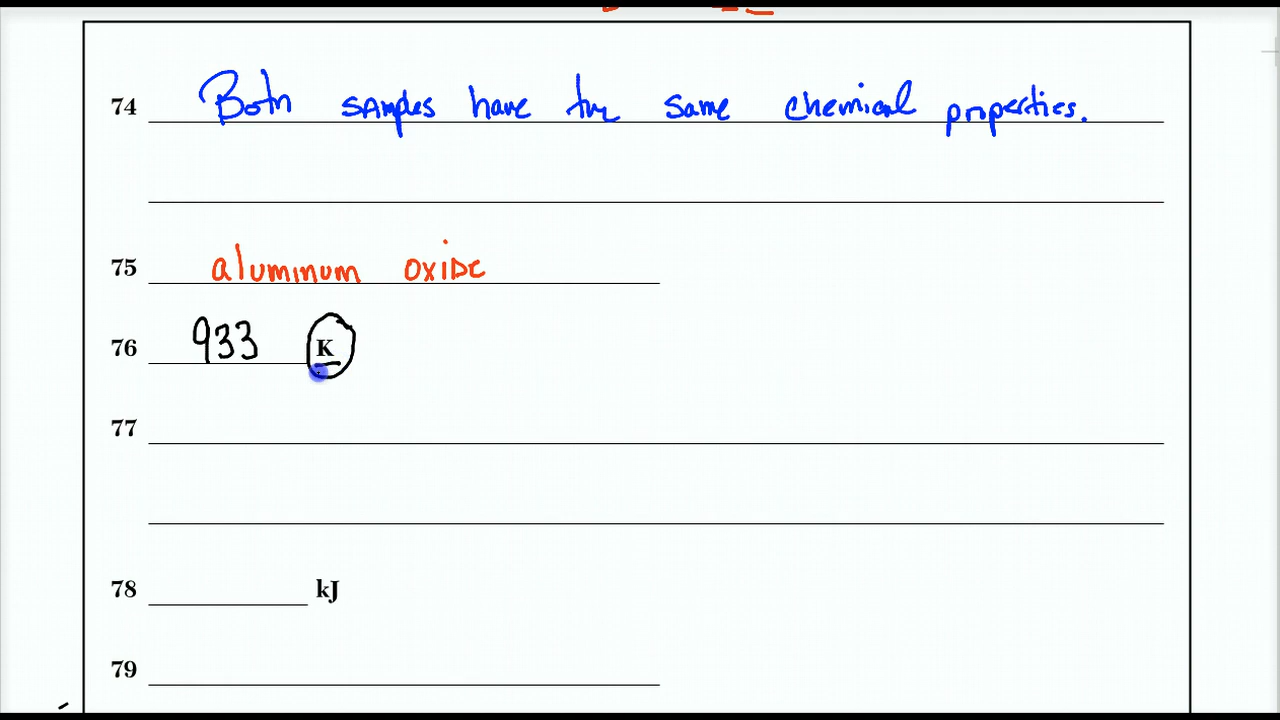 74 Both samples have the same chemical properties.
75 aluminum oxide
76 933 K
77
78 kJ
79